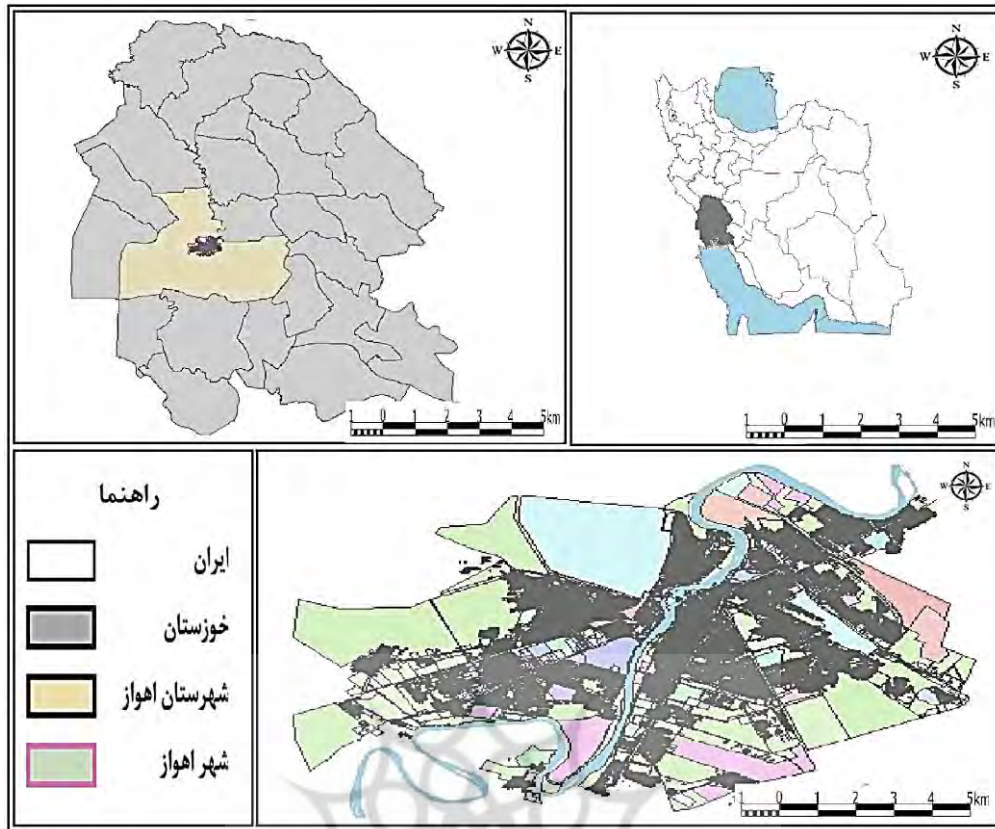 N
W E
S
1 0 1 2 3 4 5km
N
W E
S
1 0 1 2 3 4 5km
راهنما
ایران
خوزستان
شهرستان اهواز
شهر اهواز
N
W E
S
1 0 1 2 3 4 5km